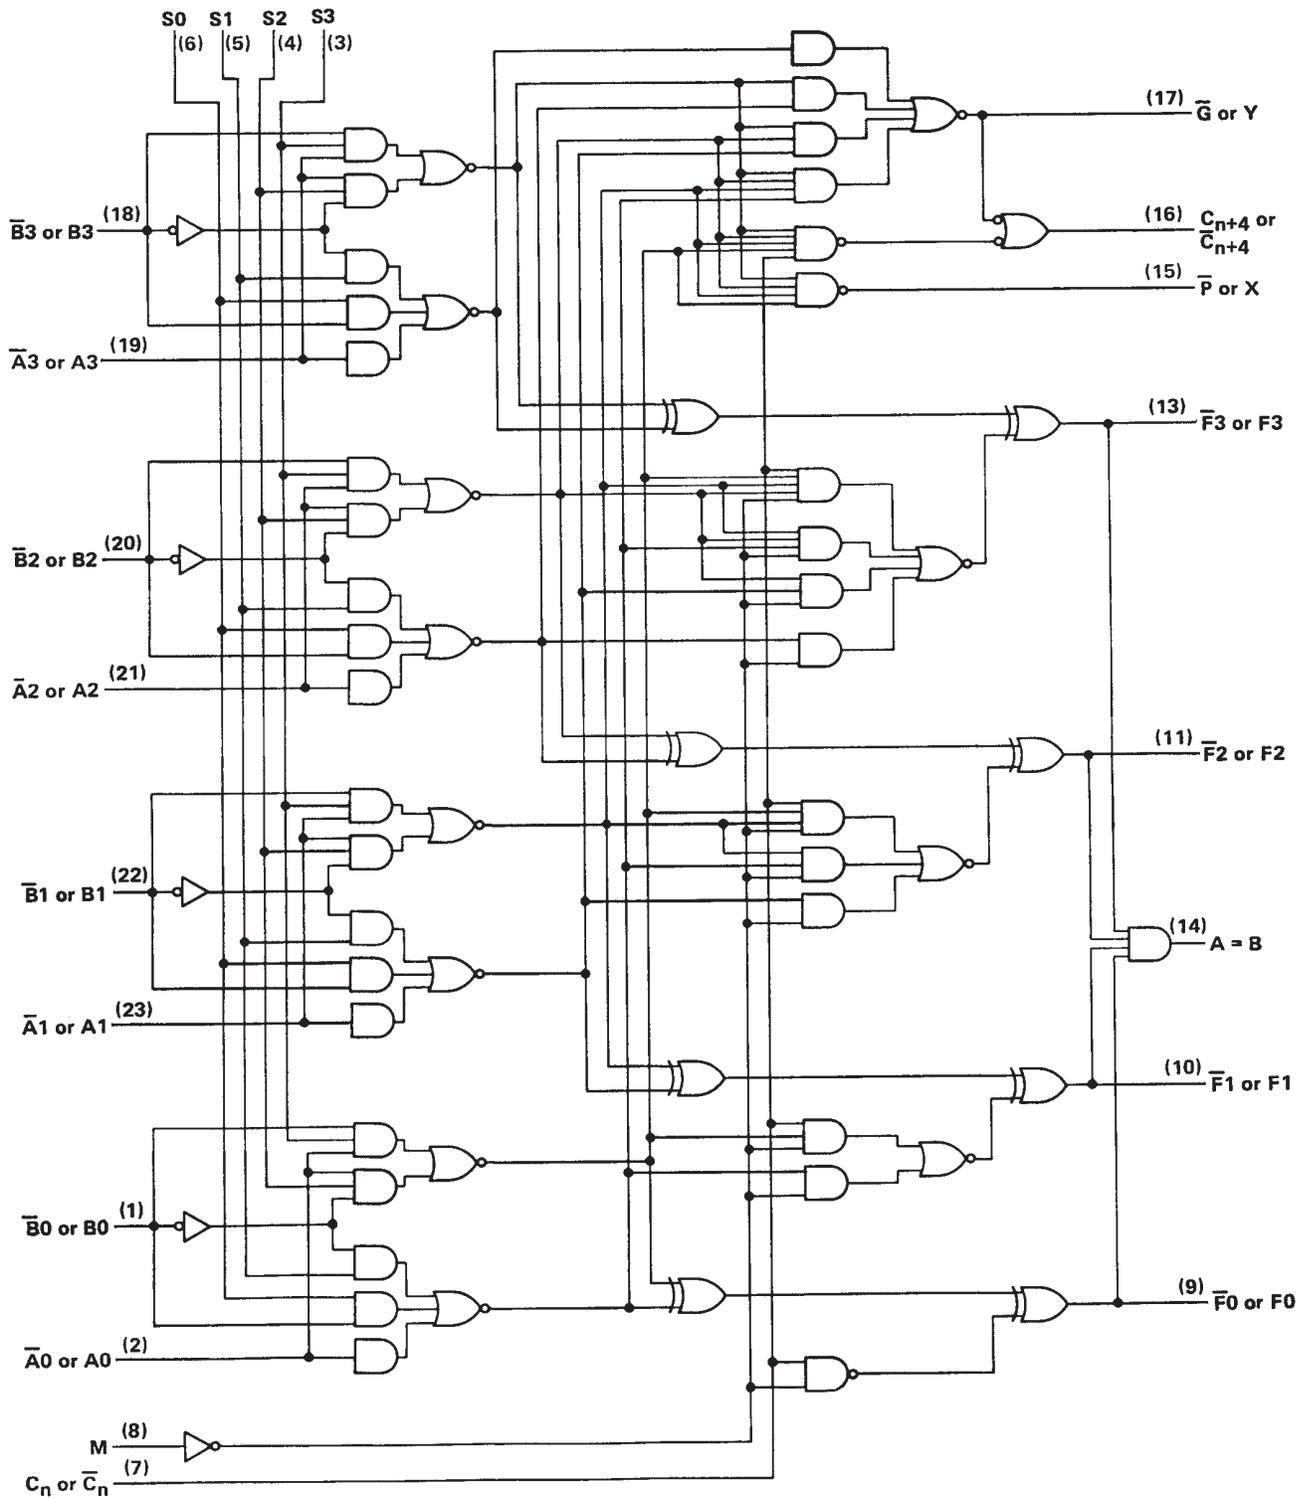 S0 S1 S2 S3
(6) (5) (4) (3)
(17) G̅ or Y
(16) Cn+4 or
C̅n+4
(15) P̅ or X
(18)
B̅3 or B3
(19)
A̅3 or A3
(13) F̅3 or F3
(20)
B̅2 or B2
(21)
A̅2 or A2
(11) F̅2 or F2
(22)
B̅1 or B1
(14) A = B
(23)
A̅1 or A1
(10) F̅1 or F1
(1)
B̅0 or B0
(9) F̅0 or F0
(2)
A̅0 or A0
M (8)
Cn or C̅n (7)